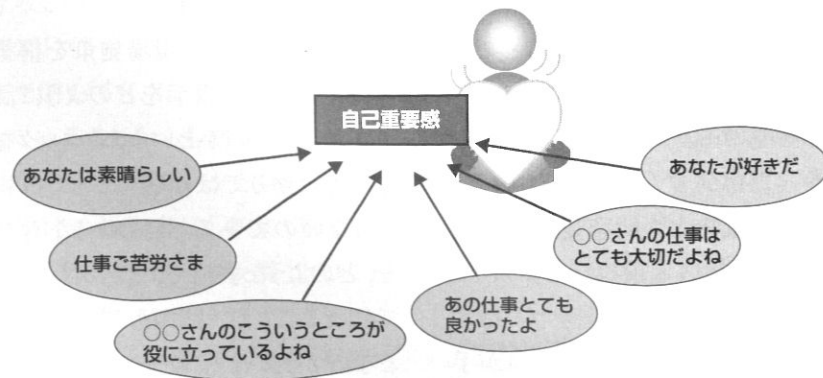 自己重要感
あなたは素晴らしい
あなたが好きだ
仕事ご苦労さま
○○さんの仕事は
とても大切だよね
あの仕事とても
良かったよ
○○さんのこういうところが
役に立っているよね